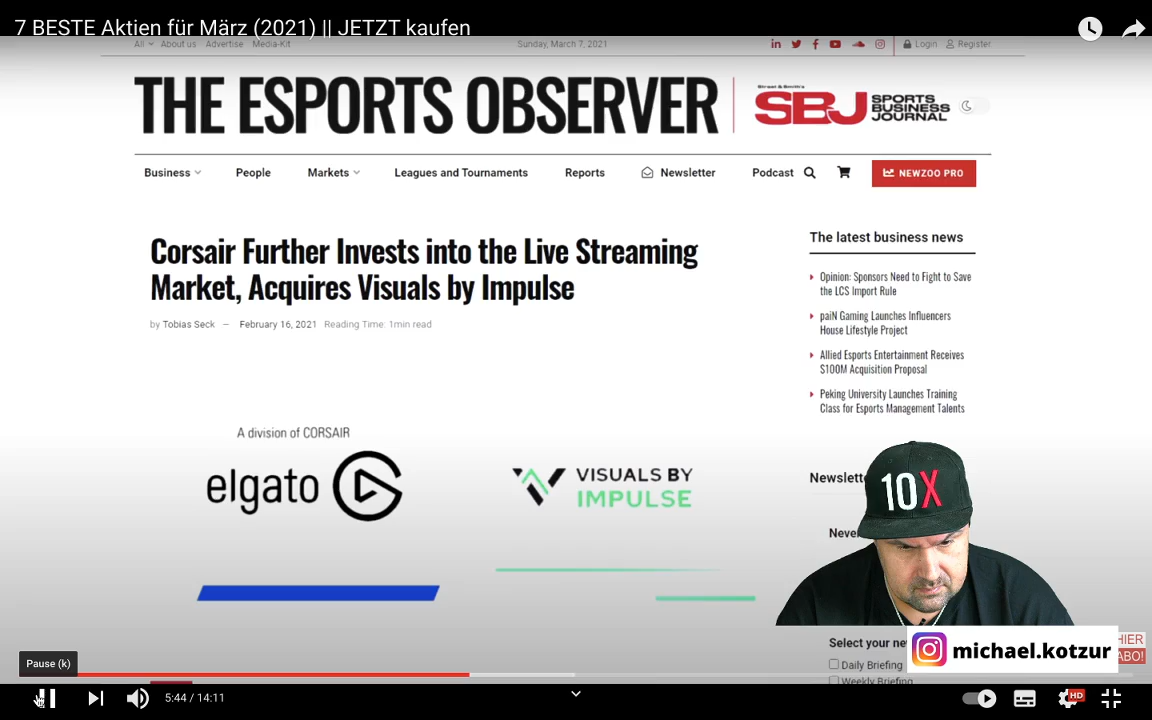 7 BESTE Aktien für März (2021) || JETZT kaufen
All About us Advertise Media-Kit Sunday, March 7, 2021 Login Register
THE ESPORTS OBSERVER
Street & Smith's
SBJ SPORTS BUSINESS JOURNAL
Business People Markets Leagues and Tournaments Reports Newsletter Podcast NEWZOO PRO
Corsair Further Invests into the Live Streaming
Market, Acquires Visuals by Impulse
by Tobias Seck — February 16, 2021 Reading Time: 1min read
The latest business news
Opinion: Sponsors Need to Fight to Save
the LCS Import Rule
paiN Gaming Launches Influencers
House Lifestyle Project
Allied Esports Entertainment Receives
$100M Acquisition Proposal
Peking University Launches Training
Class for Esports Management Talents
A division of CORSAIR
elgato
VISUALS BY
IMPULSE
Newslett
Neve
10X
Select your ne
Daily Briefing
Weekly Briefing
michael.kotzur
HIER
ABO!
Pause (k)
5:44 / 14:11
HD